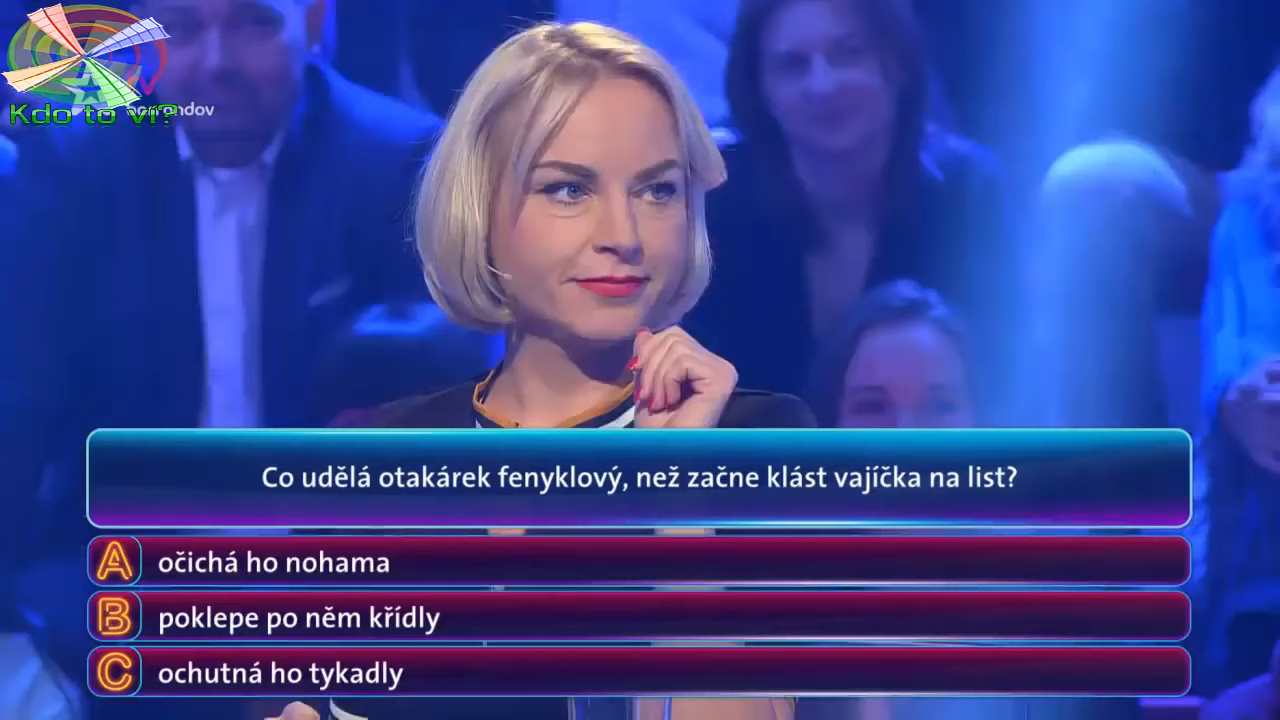 Kdo to ví?
Co udělá otakárek fenyklový, než začne klást vajíčka na list?
A očichá ho nohama
B poklepe po něm křídly
C ochutná ho tykadly